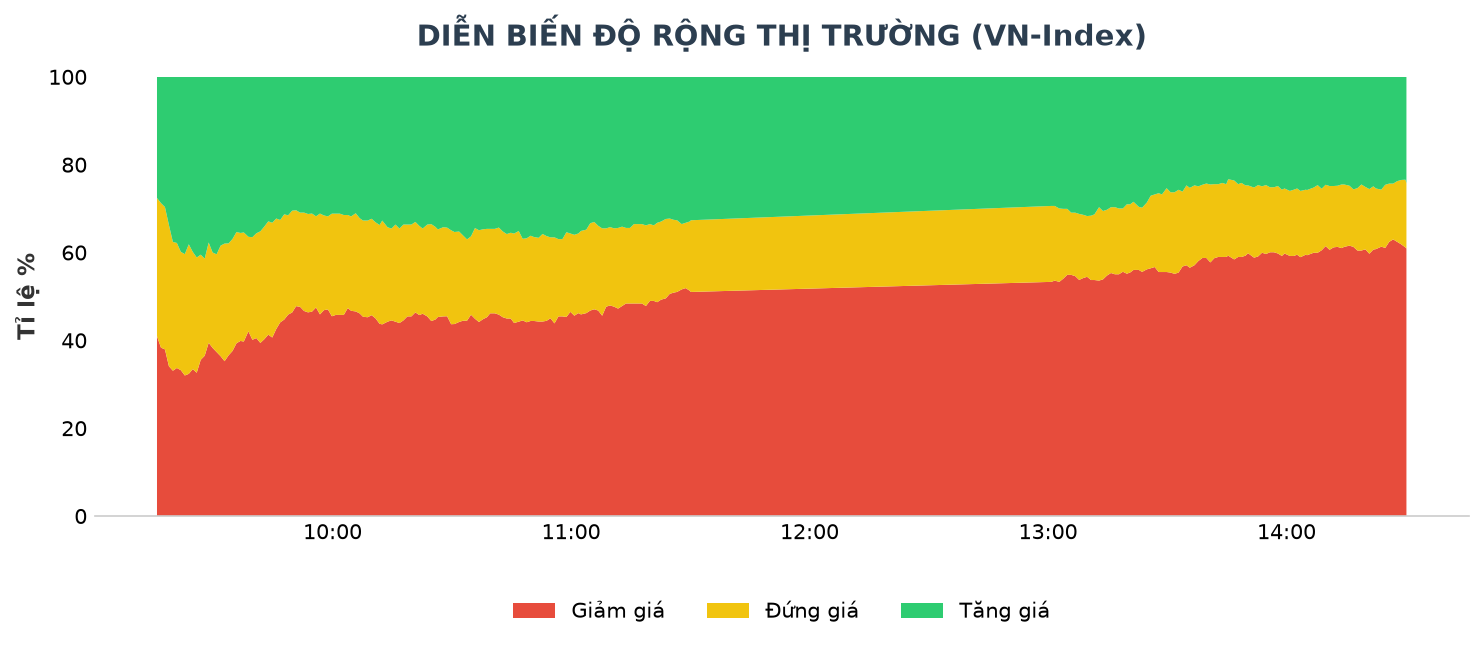 DIỄN BIẾN ĐỘ RỘNG THỊ TRƯỜNG (VN-Index)
Tỉ lệ %
100
80
60
40
20
0
10:00 11:00 12:00 13:00 14:00
Giảm giá Đứng giá Tăng giá